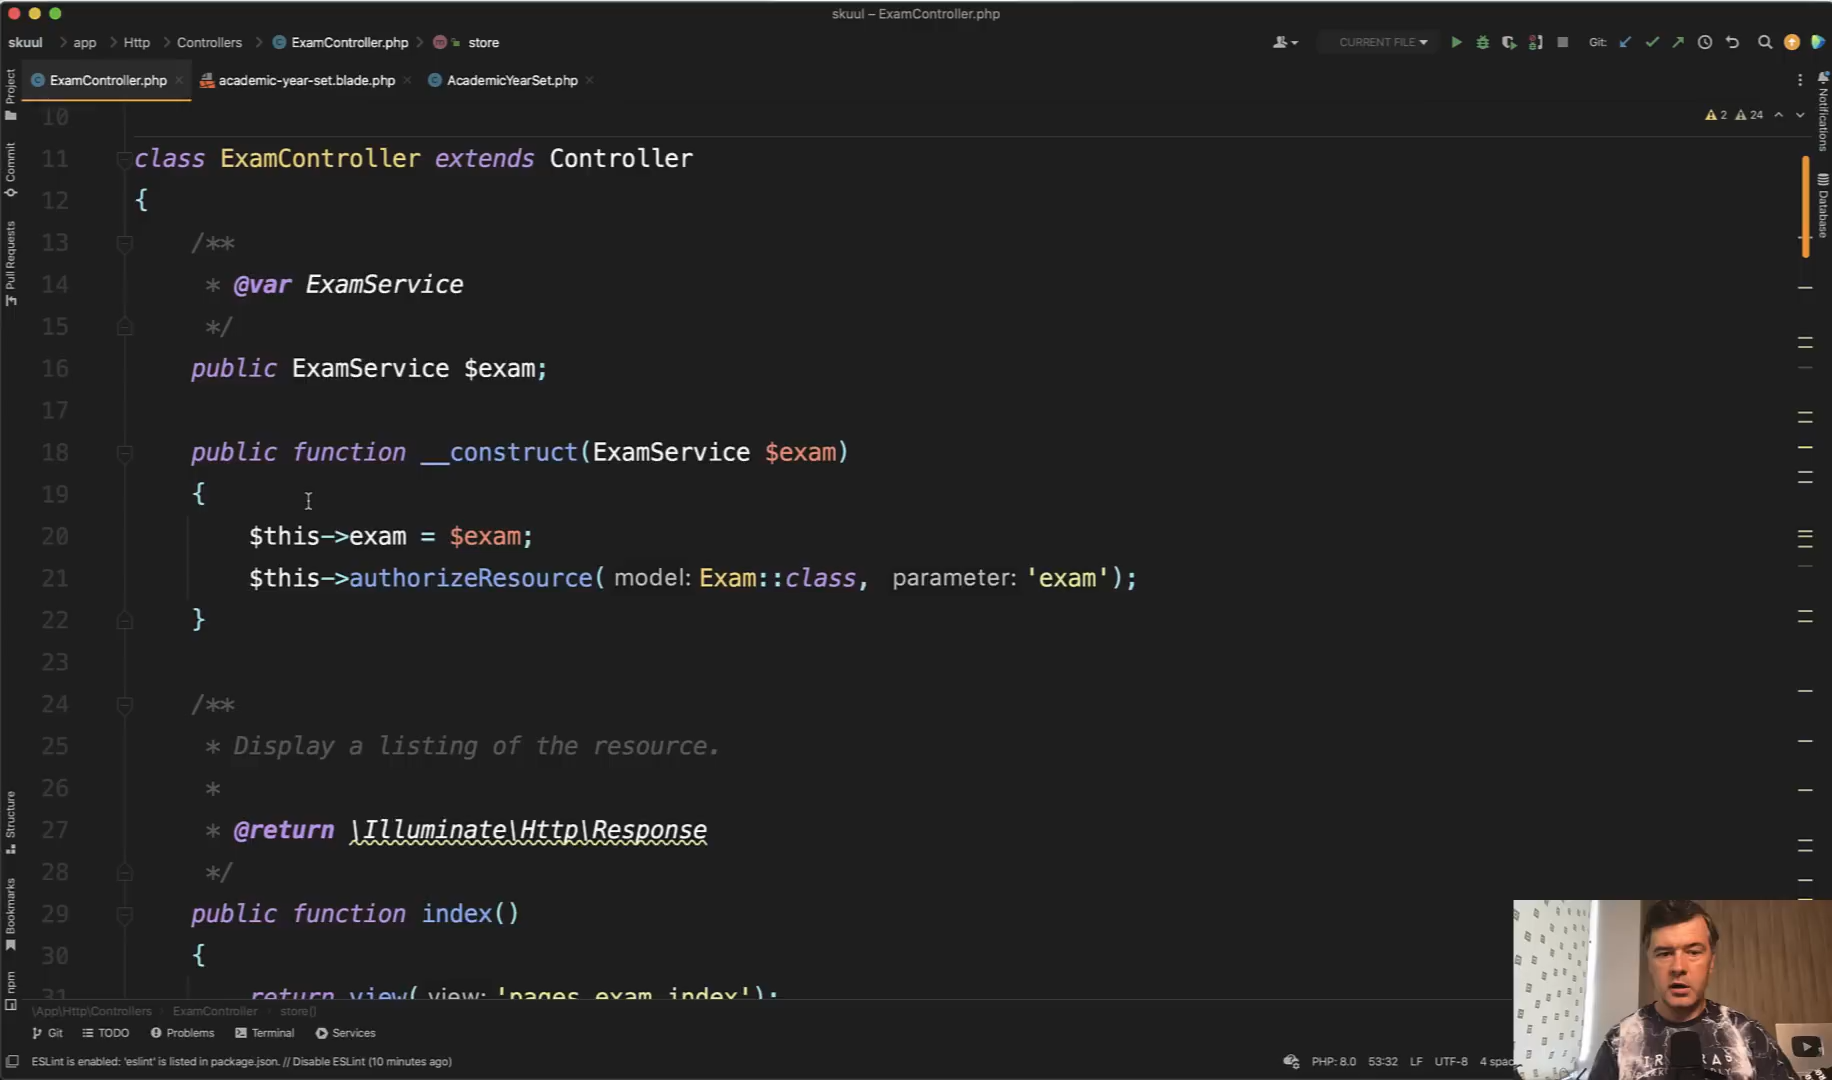 skuul – ExamController.php
skuul app Http Controllers ExamController.php store
CURRENT FILE
Git:
ExamController.php academic-year-set.blade.php AcademicYearSet.php
Project
Commit
Pull Requests
Structure
Bookmarks
npm
Notifications
Database
2 24
10
11 class ExamController extends Controller
12 {
13 /**
14 * @var ExamService
15 */
16 public ExamService $exam;
17
18 public function __construct(ExamService $exam)
19 {
20 $this->exam = $exam;
21 $this->authorizeResource( model: Exam::class, parameter: 'exam');
22 }
23
24 /**
25 * Display a listing of the resource.
26 *
27 * @return \Illuminate\Http\Response
28 */
29 public function index()
30 {
31 return view( view: 'pages.exam.index');
\App\Http\Controllers ExamController store()
Git TODO Problems Terminal Services
ESLint is enabled: 'eslint' is listed in package.json. // Disable ESLint (10 minutes ago)
PHP: 8.0 53:32 LF UTF-8 4 spac